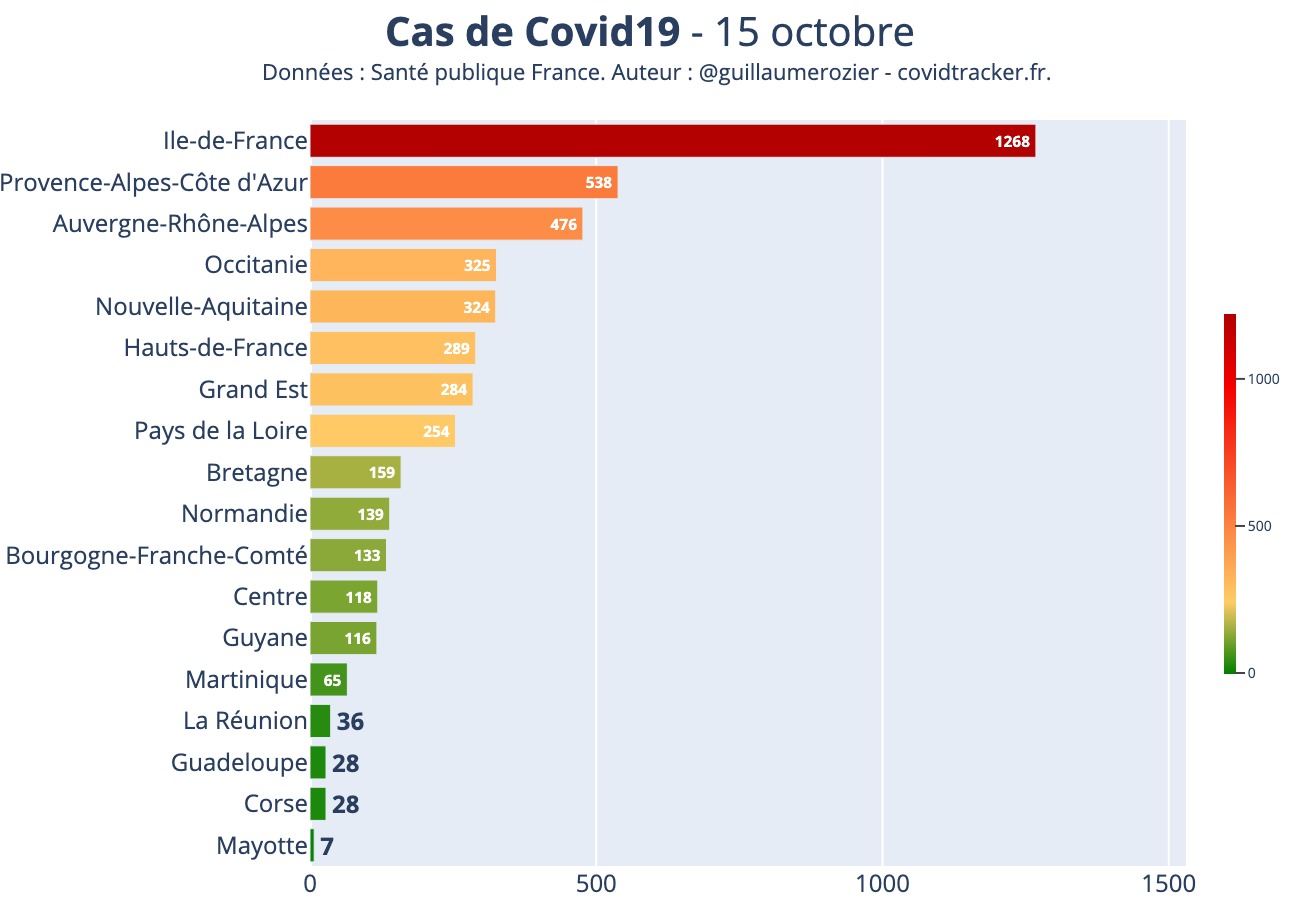 Cas de Covid19 - 15 octobre
Données : Santé publique France. Auteur : @guillaumerozier - covidtracker.fr.
Ile-de-France 1268
Provence-Alpes-Côte d'Azur 538
Auvergne-Rhône-Alpes 476
Occitanie 325
Nouvelle-Aquitaine 324
Hauts-de-France 289
Grand Est 284
Pays de la Loire 254
Bretagne 159
Normandie 139
Bourgogne-Franche-Comté 133
Centre 118
Guyane 116
Martinique 65
La Réunion 36
Guadeloupe 28
Corse 28
Mayotte 7
0 500 1000 1500
1000
500
0